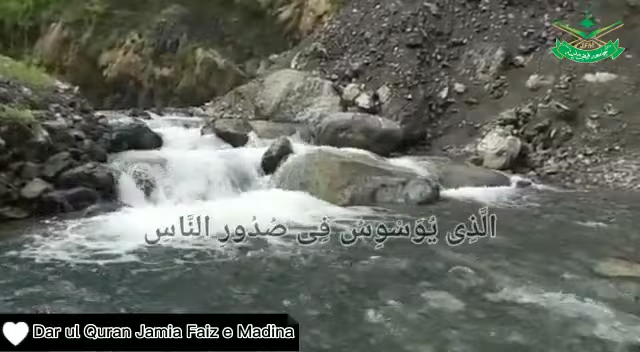 الَّذِى يُوَسْوِسُ فِى صُدُورِ النَّاسِ
Dar ul Quran Jamia Faiz e Madina